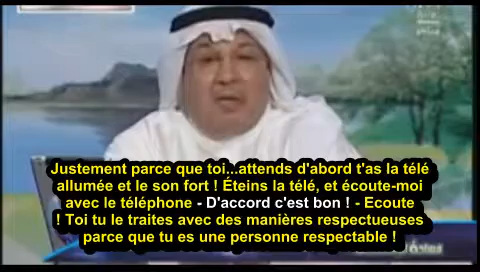 Justement parce que toi...attends d'abord t'as la télé
allumée et le son fort ! Éteins la télé, et écoute-moi
avec le téléphone - D'accord c'est bon ! - Ecoute
! Toi tu le traites avec des manières respectueuses
parce que tu es une personne respectable !